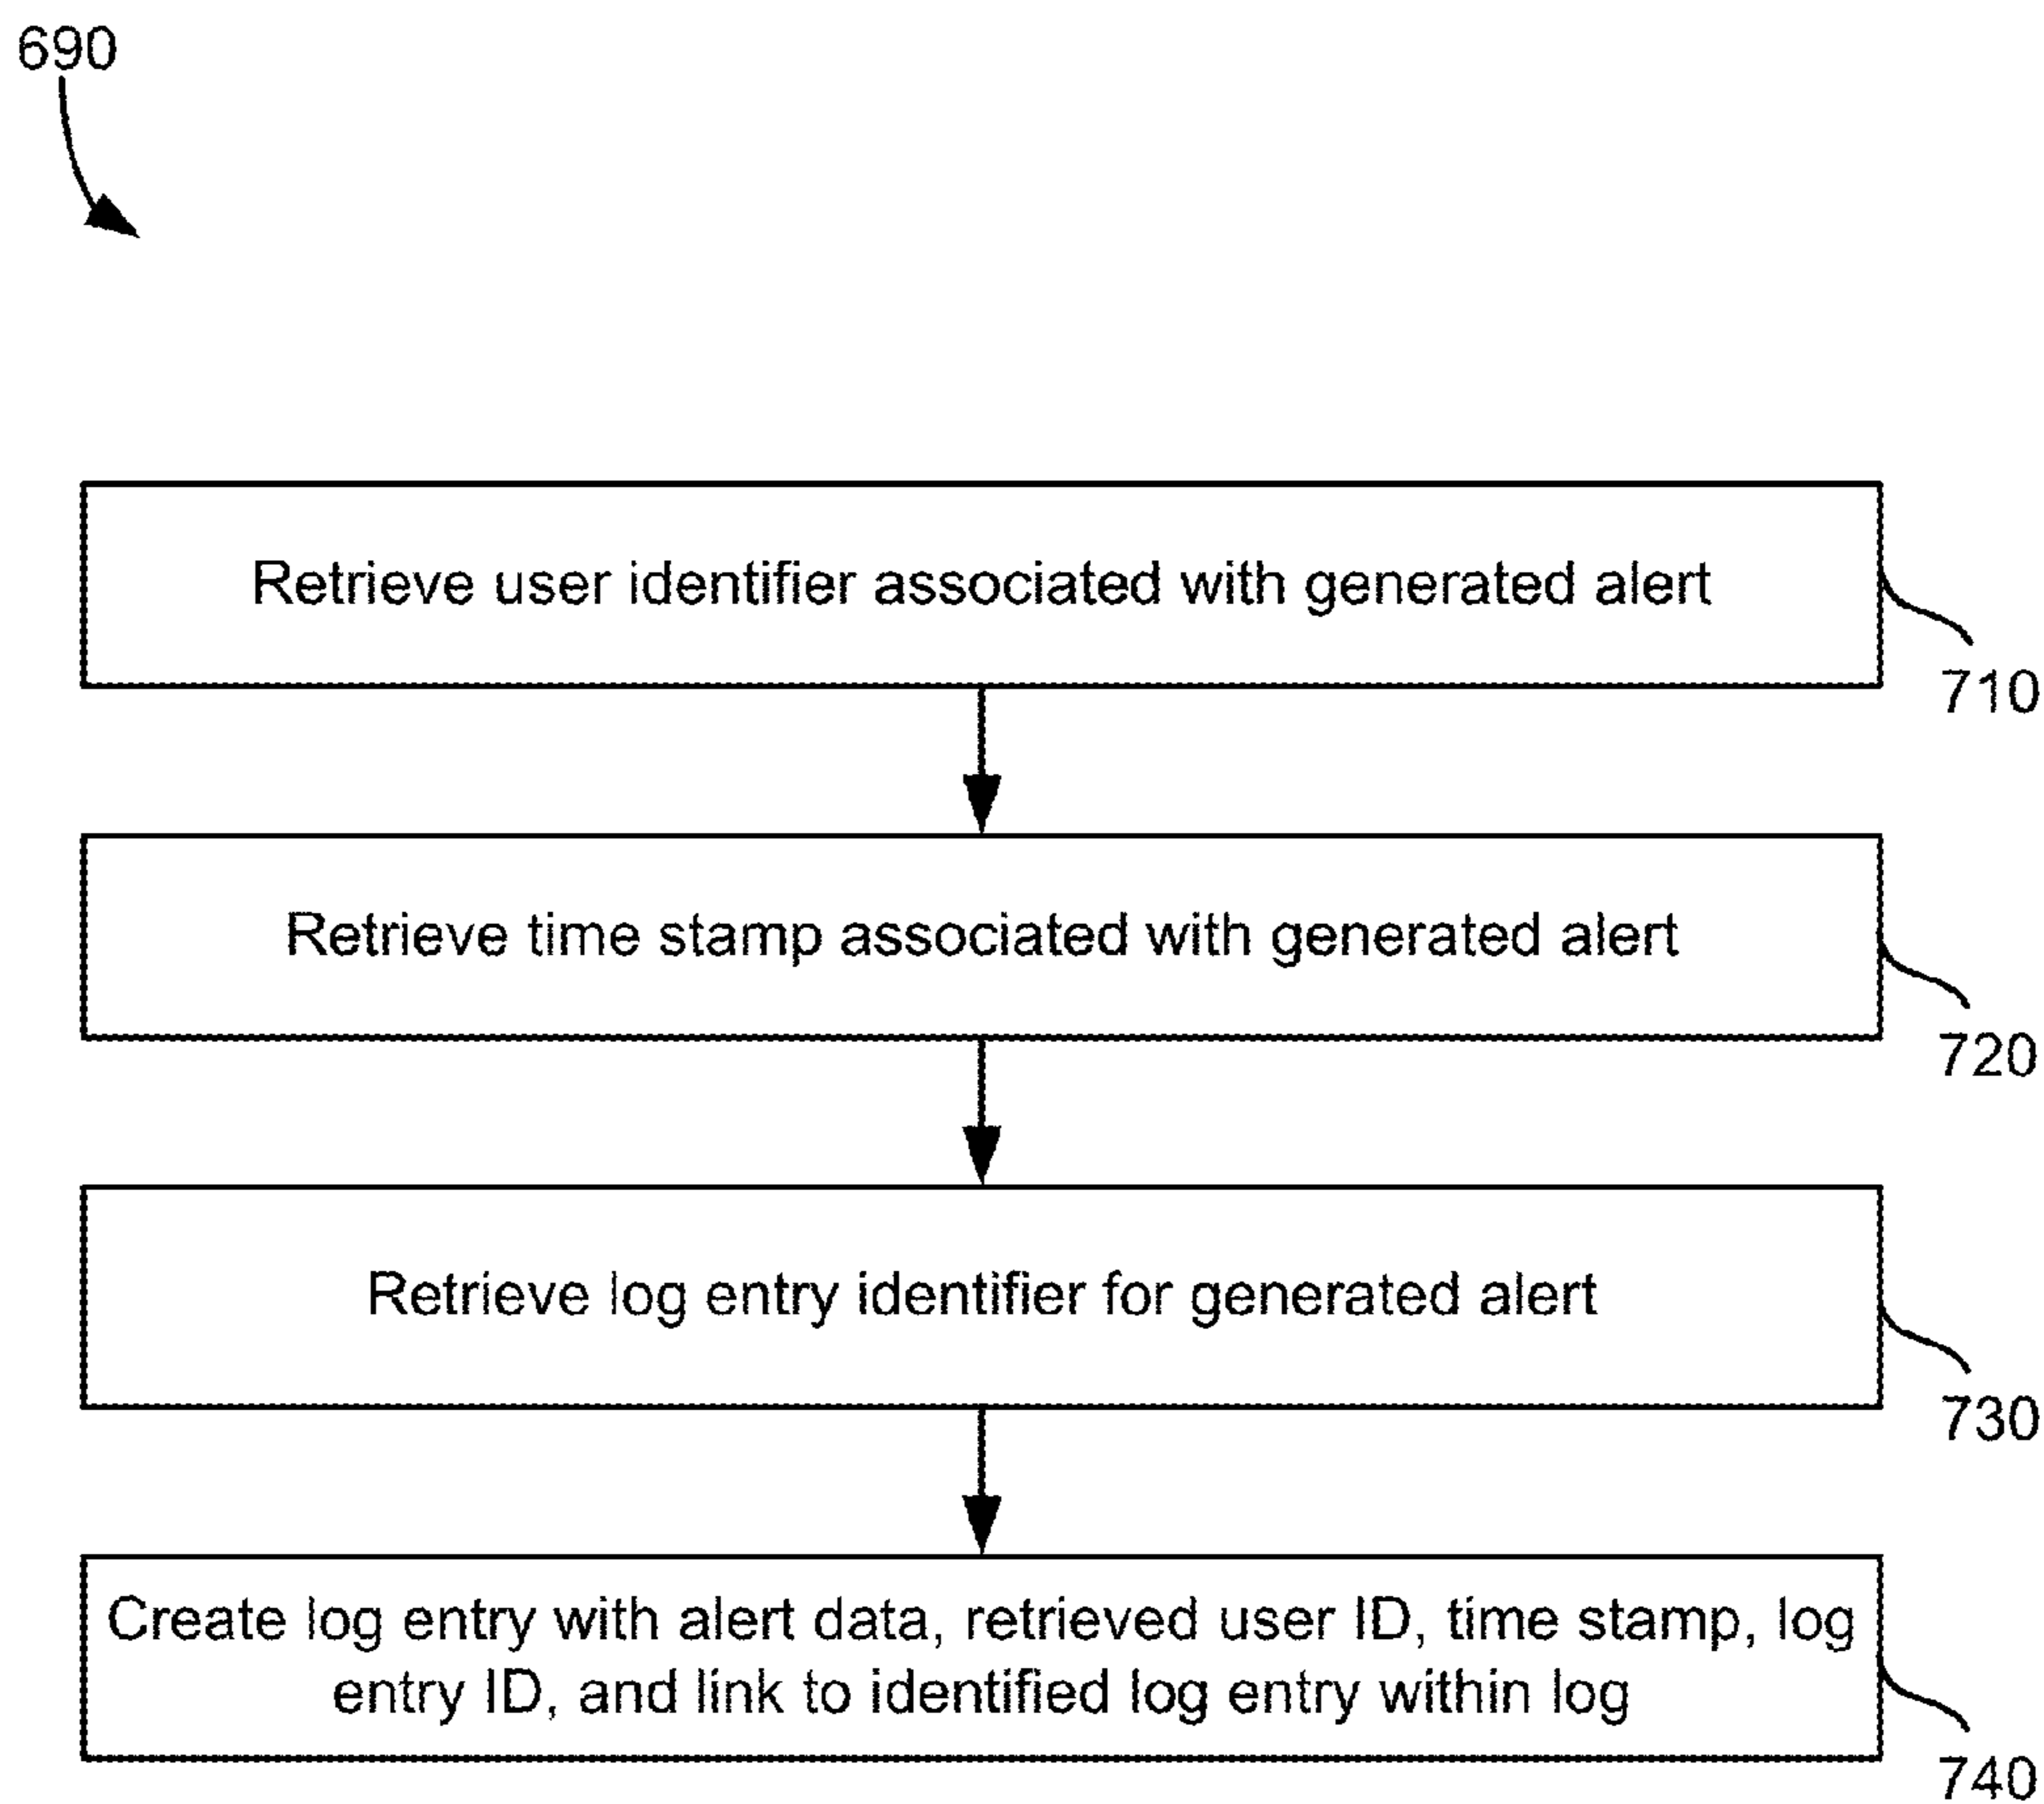 690
Retrieve user identifier associated with generated alert
710
Retrieve time stamp associated with generated alert
720
Retrieve log entry identifier for generated alert
730
Create log entry with alert data, retrieved user ID, time stamp, log
entry ID, and link to identified log entry within log
740